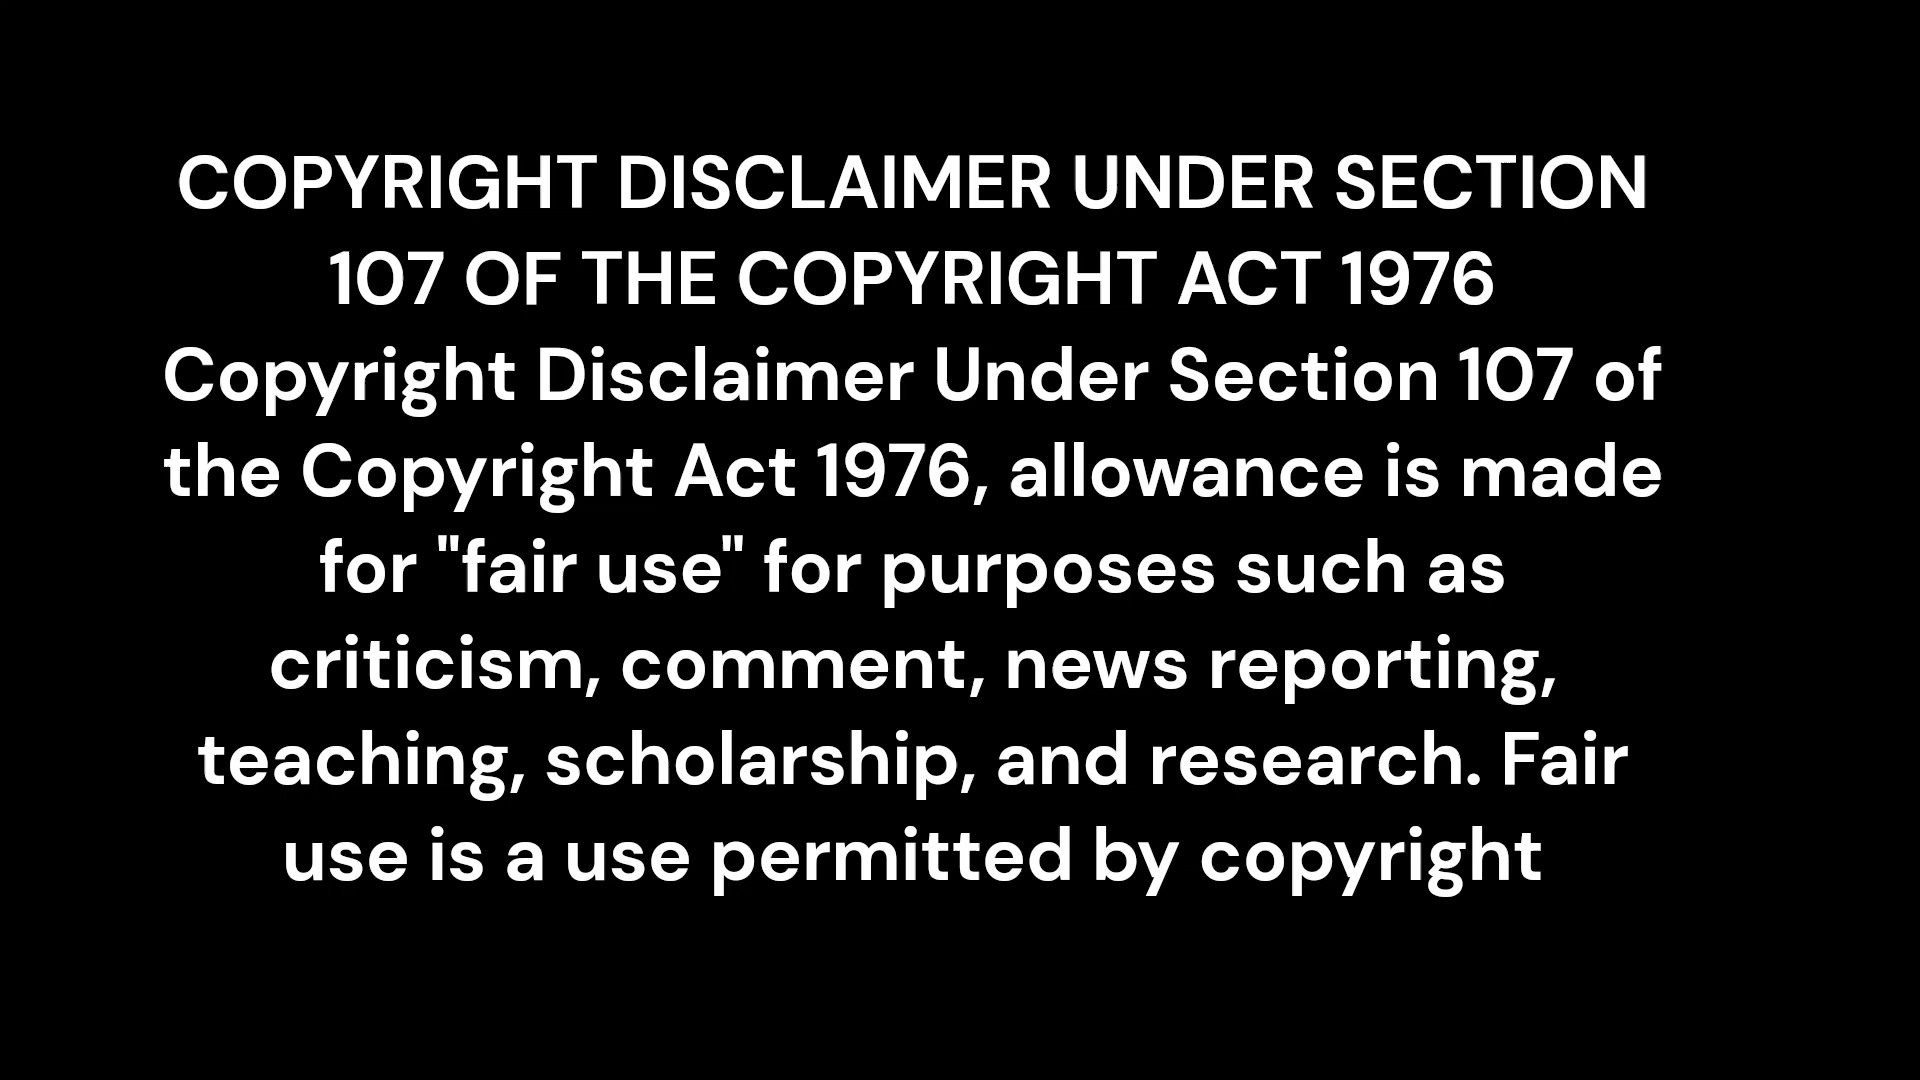 COPYRIGHT DISCLAIMER UNDER SECTION
107 OF THE COPYRIGHT ACT 1976
Copyright Disclaimer Under Section 107 of
the Copyright Act 1976, allowance is made
for "fair use" for purposes such as
criticism, comment, news reporting,
teaching, scholarship, and research. Fair
use is a use permitted by copyright